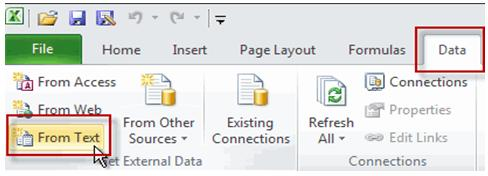 File Home Insert Page Layout Formulas Data
From Access
From Web
From Text
From Other
Sources
Existing
Connections
et External Data
Refresh
All
Connections
Properties
Edit Links
Connections